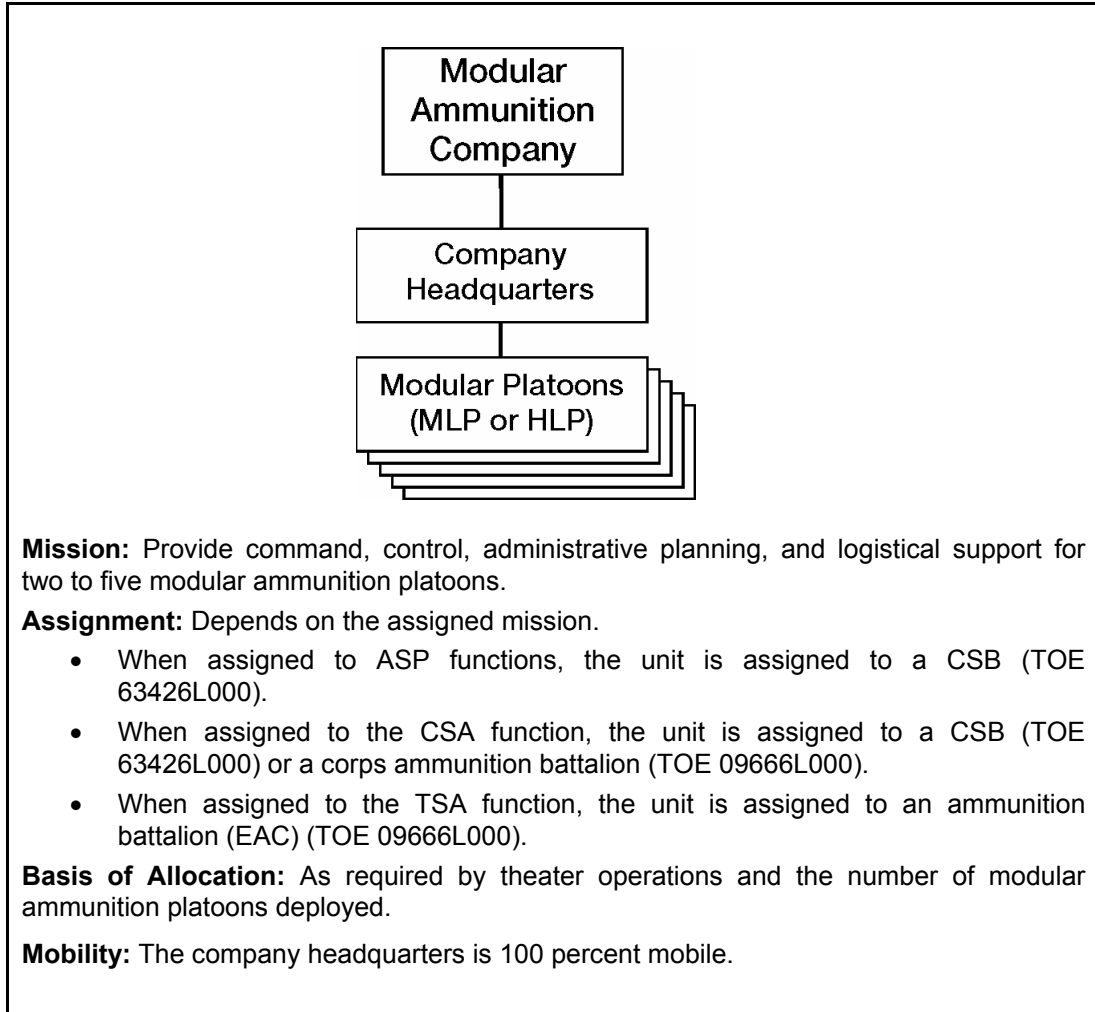 Modular
Ammunition
Company
Company
Headquarters
Modular Platoons
(MLP or HLP)
Mission: Provide command, control, administrative planning, and logistical support for
two to five modular ammunition platoons.
Assignment: Depends on the assigned mission.
• When assigned to ASP functions, the unit is assigned to a CSB (TOE
63426L000).
• When assigned to the CSA function, the unit is assigned to a CSB (TOE
63426L000) or a corps ammunition battalion (TOE 09666L000).
• When assigned to the TSA function, the unit is assigned to an ammunition
battalion (EAC) (TOE 09666L000).
Basis of Allocation: As required by theater operations and the number of modular
ammunition platoons deployed.
Mobility: The company headquarters is 100 percent mobile.